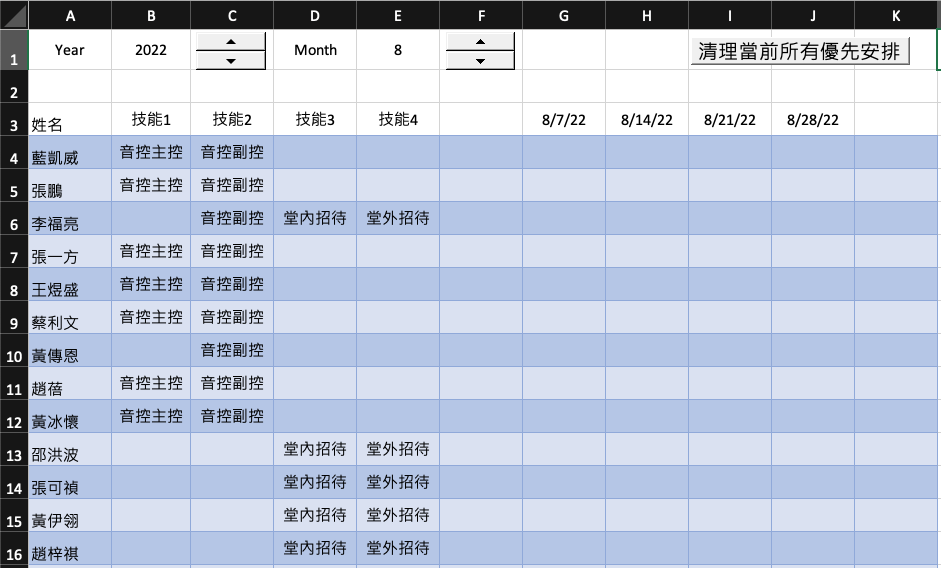 A B C D E F G H I J K
1 Year 2022 Month 8 清理當前所有優先安排
2
3 姓名 技能1 技能2 技能3 技能4 8/7/22 8/14/22 8/21/22 8/28/22
4 藍凱威 音控主控 音控副控
5 張鵬 音控主控 音控副控
6 李福亮 音控副控 堂內招待 堂外招待
7 張一方 音控主控 音控副控
8 王煜盛 音控主控 音控副控
9 蔡利文 音控主控 音控副控
10 黃傳恩 音控副控
11 趙蓓 音控主控 音控副控
12 黃冰懷 音控主控 音控副控
13 邵洪波 堂內招待 堂外招待
14 張可禎 堂內招待 堂外招待
15 黃伊翎 堂內招待 堂外招待
16 趙梓祺 堂內招待 堂外招待